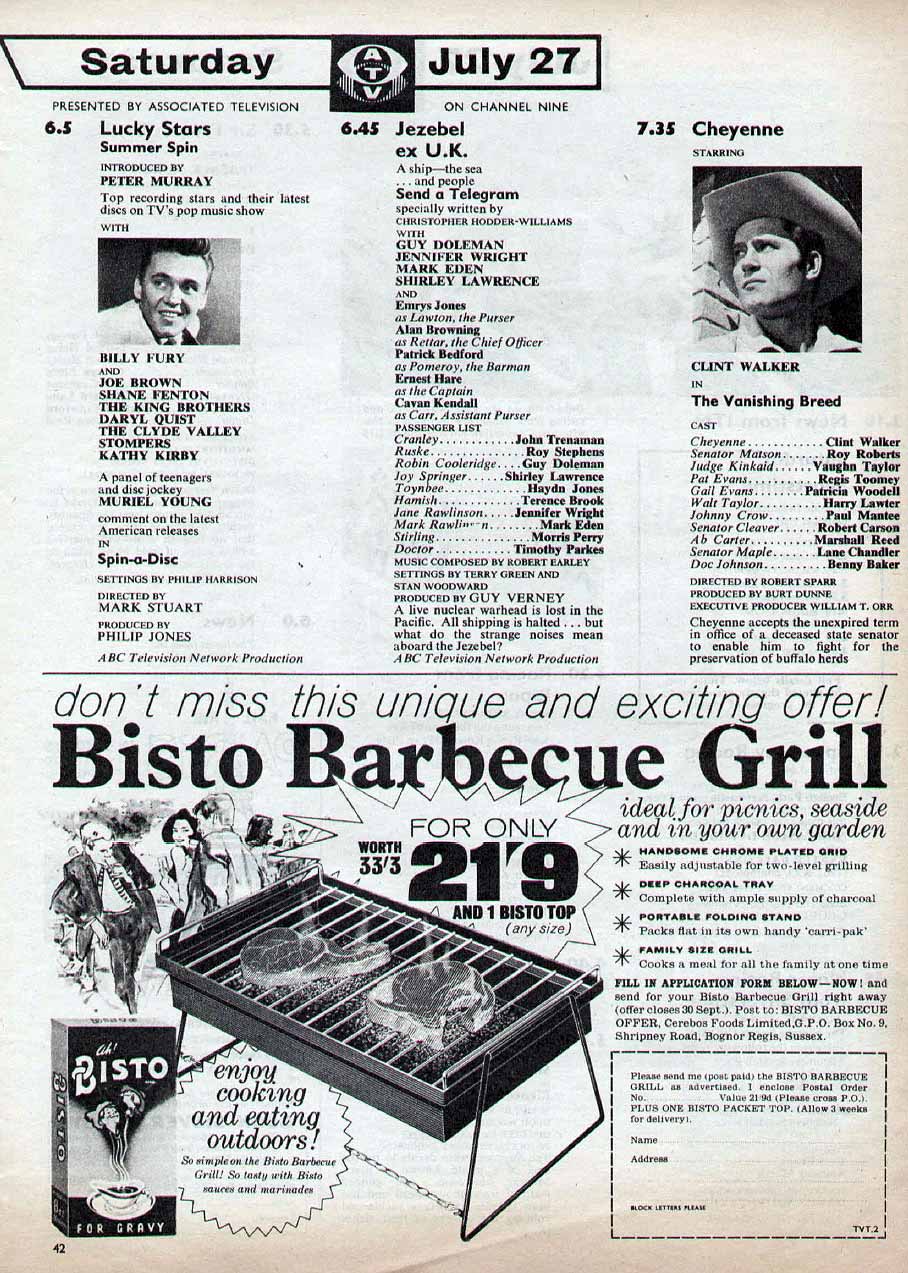 Saturday
ATV
July 27
PRESENTED BY ASSOCIATED TELEVISION
ON CHANNEL NINE
6.5 Lucky Stars
Summer Spin
INTRODUCED BY
PETER MURRAY
Top recording stars and their latest
discs on TV's pop music show
WITH
BILLY FURY
AND
JOE BROWN
SHANE FENTON
THE KING BROTHERS
DARYL QUIST
THE CLYDE VALLEY
STOMPERS
KATHY KIRBY
A panel of teenagers
and disc jockey
MURIEL YOUNG
comment on the latest
American releases
IN
Spin-a-Disc
SETTINGS BY PHILIP HARRISON
DIRECTED BY
MARK STUART
PRODUCED BY
PHILIP JONES
ABC Television Network Production
6.45 Jezebel
ex U.K.
A ship—the sea
. . . and people
Send a Telegram
specially written by
CHRISTOPHER HODDER-WILLIAMS
WITH
GUY DOLEMAN
JENNIFER WRIGHT
MARK EDEN
SHIRLEY LAWRENCE
AND
Emrys Jones
as Lawton, the Purser
Alan Browning
as Rettar, the Chief Officer
Patrick Bedford
as Pomeroy, the Barman
Ernest Hare
as the Captain
Cavan Kendall
as Carr, Assistant Purser
PASSENGER LIST
Cranley............John Trenaman
Ruske...............Roy Stephens
Robin Cooleridge....Guy Doleman
Joy Springer......Shirley Lawrence
Toynbee.............Haydn Jones
Hamish.............Terence Brook
Jane Rawlinson.....Jennifer Wright
Mark Rawlin n.........Mark Eden
Stirling..............Morris Perry
Doctor............Timothy Parkes
MUSIC COMPOSED BY ROBERT EARLEY
SETTINGS BY TERRY GREEN AND
STAN WOODWARD
PRODUCED BY GUY VERNEY
A live nuclear warhead is lost in the
Pacific. All shipping is halted . . . but
what do the strange noises mean
aboard the Jezebel?
ABC Television Network Production
7.35 Cheyenne
STARRING
CLINT WALKER
IN
The Vanishing Breed
CAST
Cheyenne...........Clint Walker
Senator Matson.......Roy Roberts
Judge Kinkaid......Vaughn Taylor
Pat Evans..........Regis Toomey
Gail Evans........Patricia Woodell
Walt Taylor..........Harry Lawter
Johnny Crow.........Paul Mantee
Senator Cleaver.....Robert Carson
Ab Carter..........Marshall Reed
Senator Maple.......Lane Chandler
Doc Johnson..........Benny Baker
DIRECTED BY ROBERT SPARR
PRODUCED BY BURT DUNNE
EXECUTIVE PRODUCER WILLIAM T. ORR
Cheyenne accepts the unexpired term
in office of a deceased state senator
to enable him to fight for the
preservation of buffalo herds
don't miss this unique and exciting offer!
Bisto Barbecue Grill
FOR ONLY
WORTH
33'3
21'9
AND 1 BISTO TOP
(any size)
ideal for picnics, seaside
and in your own garden
✳ HANDSOME CHROME PLATED GRID
Easily adjustable for two-level grilling
✳ DEEP CHARCOAL TRAY
Complete with ample supply of charcoal
✳ PORTABLE FOLDING STAND
Packs flat in its own handy 'carri-pak'
✳ FAMILY SIZE GRILL
Cooks a meal for all the family at one time
FILL IN APPLICATION FORM BELOW—NOW! and
send for your Bisto Barbecue Grill right away
(offer closes 30 Sept.). Post to: BISTO BARBECUE
OFFER, Cerebos Foods Limited, G.P.O. Box No. 9,
Shripney Road, Bognor Regis, Sussex.
Ah!
BISTO
BISTO
FOR GRAVY
enjoy
cooking
and eating
outdoors!
So simple on the Bisto Barbecue
Grill! So tasty with Bisto
sauces and marinades
Please send me (post paid) the BISTO BARBECUE
GRILL as advertised. I enclose Postal Order
No. Value 21/9d (Please cross P.O.).
PLUS ONE BISTO PACKET TOP. (Allow 3 weeks
for delivery).
Name
Address
BLOCK LETTERS PLEASE
TVT.2
42